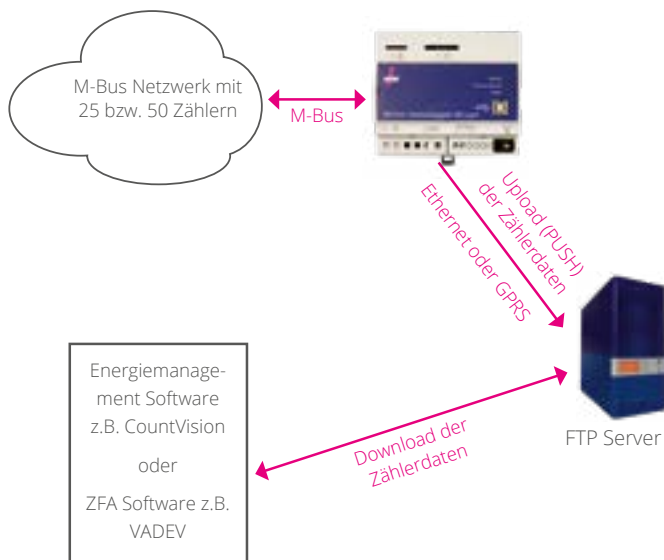 M-Bus Netzwerk mit
25 bzw. 50 Zählern
M-Bus
Upload (PUSH)
der Zählerdaten
Ethernet oder GPRS
FTP Server
Download der
Zählerdaten
Energiemanage-
ment Software
z.B. CountVision
oder
ZFA Software z.B.
VADEV